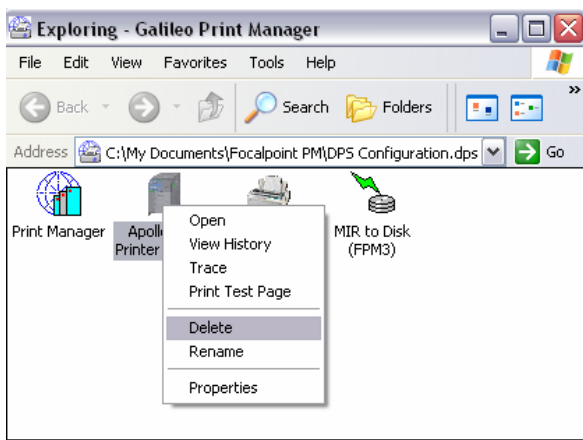 Exploring - Galileo Print Manager
File Edit View Favorites Tools Help
Back Search Folders »
Address C:\My Documents\Focalpoint PM\DPS Configuration.dps Go
Print Manager
Printer
MIR to Disk
(FPM3)
Open
View History
Trace
Print Test Page
Delete
Rename
Properties